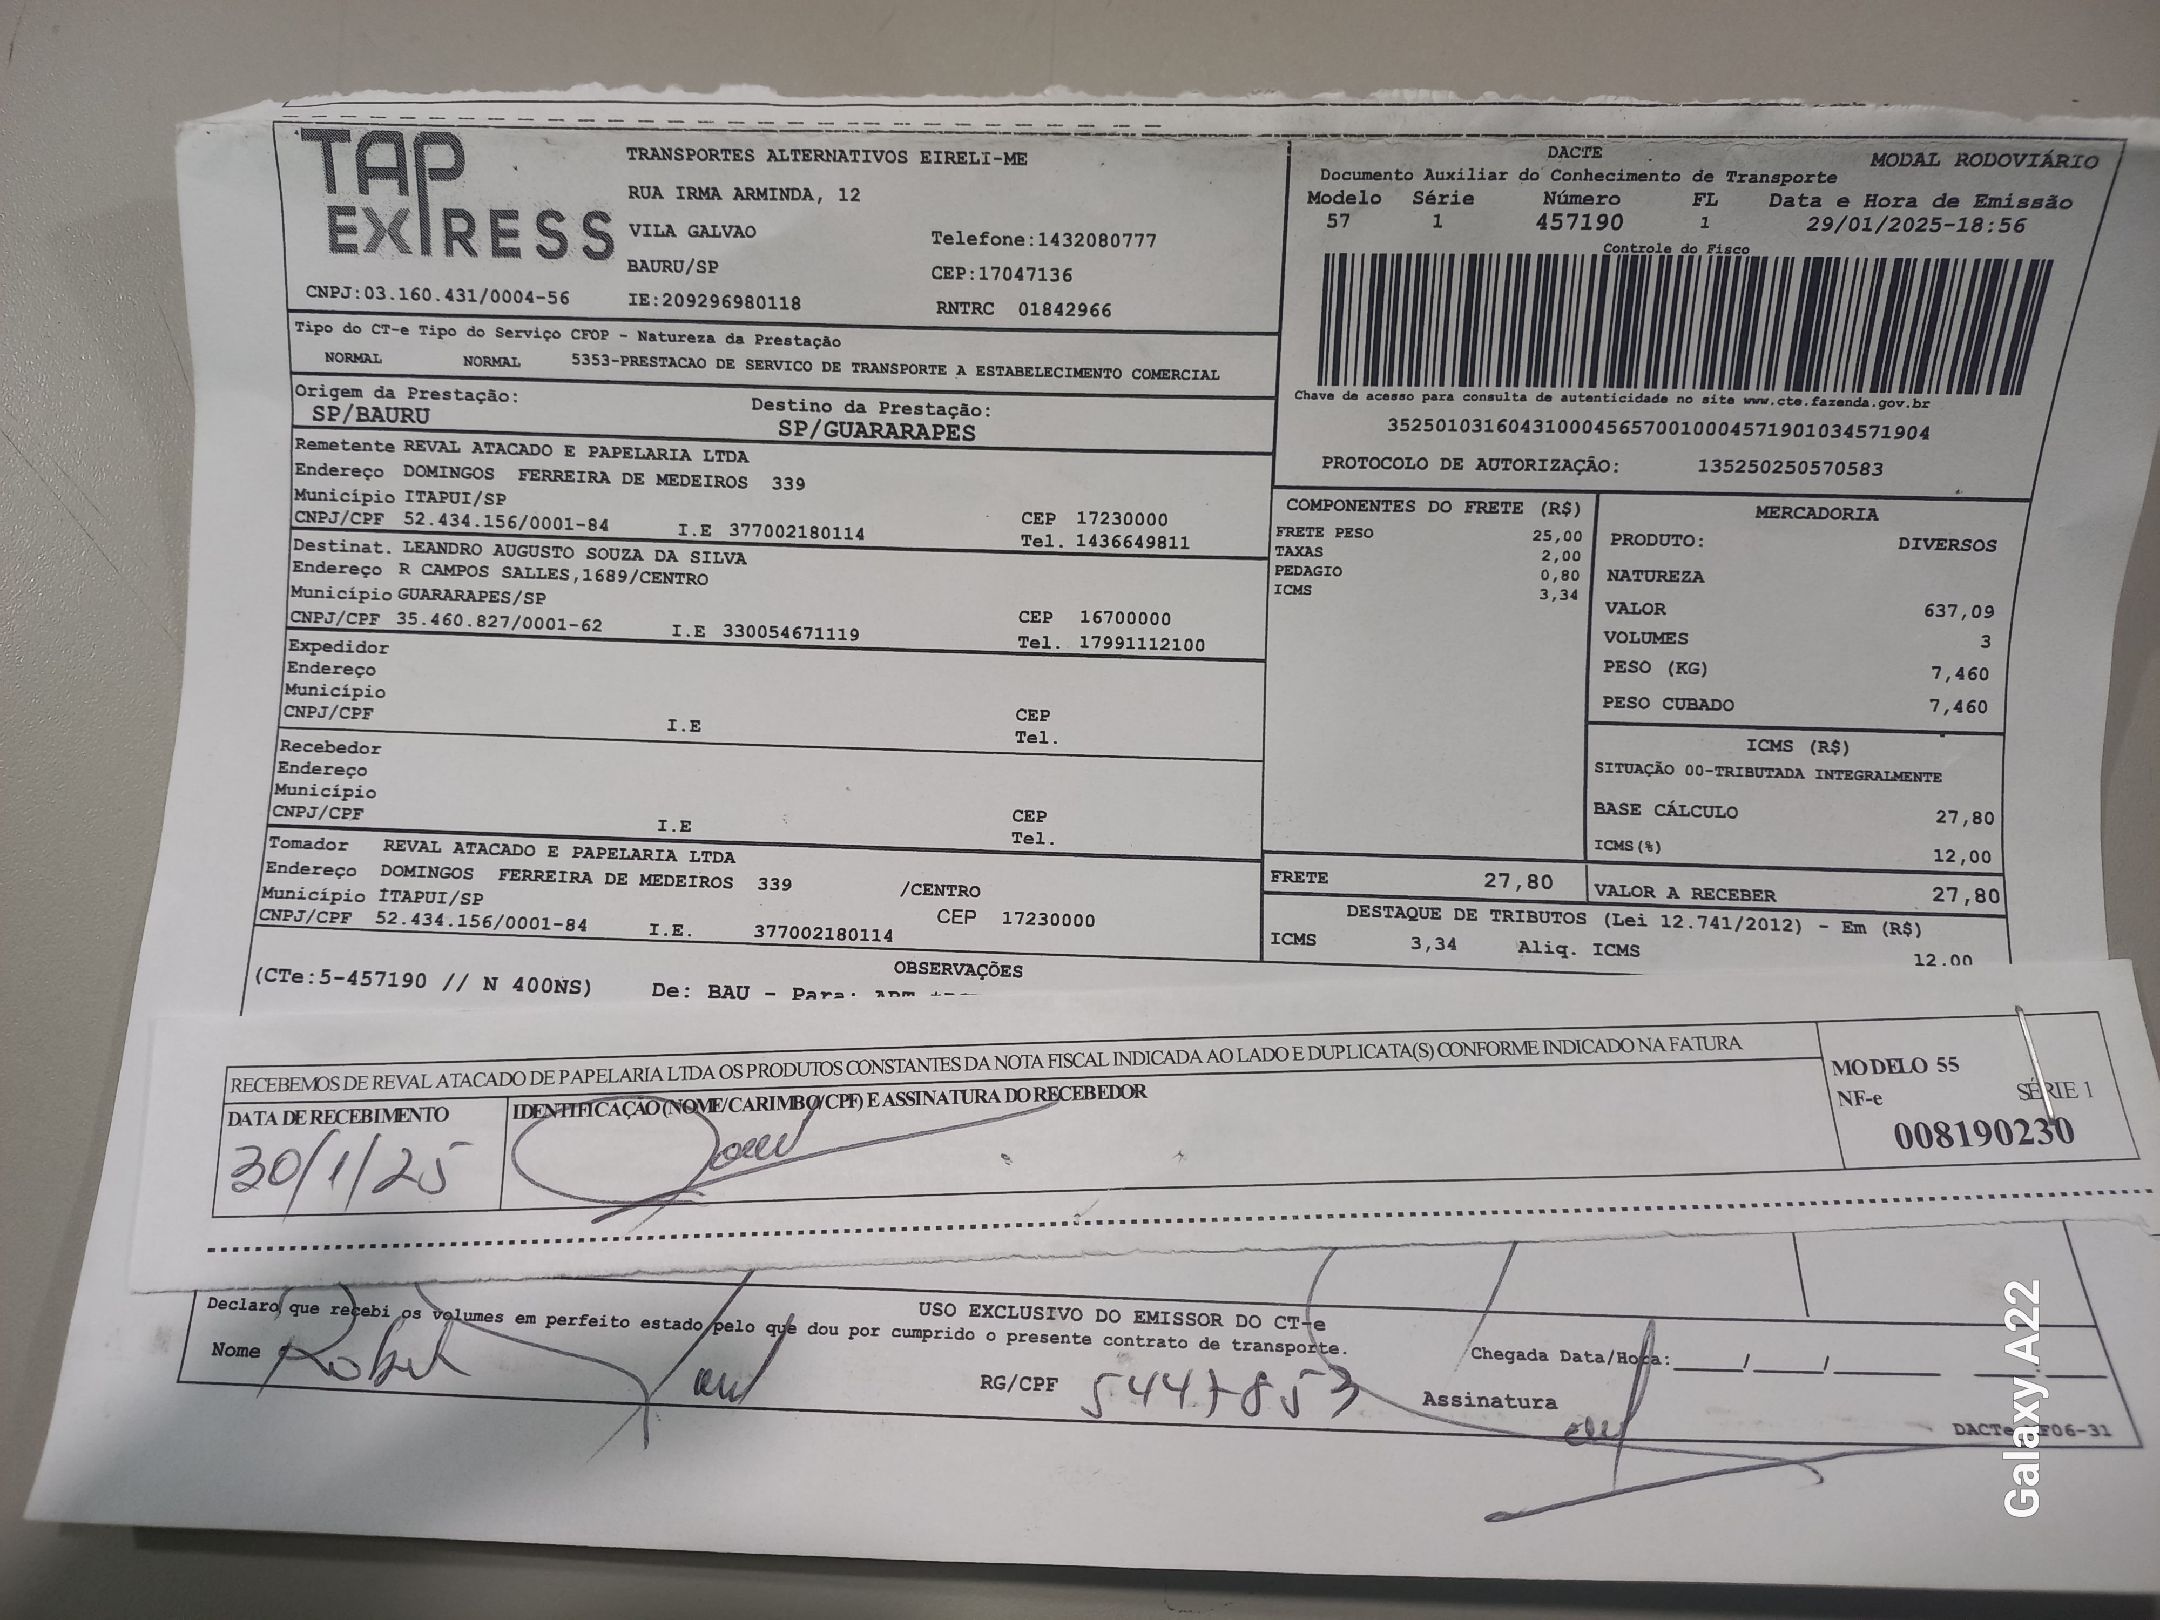 TAP EXPRESS
TRANSPORTES ALTERNATIVOS EIRELI-ME
RUA IRMA ARMINDA, 12
VILA GALVAO Telefone:1432080777
BAURU/SP CEP:17047136
CNPJ:03.160.431/0004-56 IE:209296980118 RNTRC 01842966
DACTE MODAL RODOVIÁRIO
Documento Auxiliar do Conhecimento de Transporte
Modelo Série Número FL Data e Hora de Emissão
57 1 457190 1 29/01/2025-18:56
Controle do Fisco
Chave de acesso para consulta de autenticidade no site www.cte.fazenda.gov.br
35250103160431000456570010004571901034571904
PROTOCOLO DE AUTORIZAÇÃO: 135250250570583
Tipo do CT-e Tipo do Serviço CFOP - Natureza da Prestação
NORMAL NORMAL 5353-PRESTACAO DE SERVICO DE TRANSPORTE A ESTABELECIMENTO COMERCIAL
Origem da Prestação: Destino da Prestação:
SP/BAURU SP/GUARARAPES
Remetente REVAL ATACADO E PAPELARIA LTDA
Endereço DOMINGOS FERREIRA DE MEDEIROS 339
Município ITAPUI/SP CEP 17230000
CNPJ/CPF 52.434.156/0001-84 I.E 377002180114 Tel. 1436649811
Destinat. LEANDRO AUGUSTO SOUZA DA SILVA
Endereço R CAMPOS SALLES,1689/CENTRO
Município GUARARAPES/SP CEP 16700000
CNPJ/CPF 35.460.827/0001-62 I.E 330054671119 Tel. 17991112100
Expedidor
Endereço
Município CEP
CNPJ/CPF I.E Tel.
Recebedor
Endereço
Município CEP
CNPJ/CPF I.E Tel.
Tomador REVAL ATACADO E PAPELARIA LTDA
Endereço DOMINGOS FERREIRA DE MEDEIROS 339 /CENTRO
Município ITAPUI/SP CEP 17230000
CNPJ/CPF 52.434.156/0001-84 I.E. 377002180114
COMPONENTES DO FRETE (R$)
FRETE PESO 25,00
TAXAS 2,00
PEDAGIO 0,80
ICMS 3,34
MERCADORIA
PRODUTO: DIVERSOS
NATUREZA
VALOR 637,09
VOLUMES 3
PESO (KG) 7,460
PESO CUBADO 7,460
ICMS (R$)
SITUAÇÃO 00-TRIBUTADA INTEGRALMENTE
BASE CÁLCULO 27,80
ICMS(%) 12,00
FRETE 27,80 VALOR A RECEBER 27,80
DESTAQUE DE TRIBUTOS (Lei 12.741/2012) - Em (R$)
ICMS 3,34 Aliq. ICMS 12.00
OBSERVAÇÕES
(CTe:5-457190 // N 400NS) De: BAU - Para:
RECEBEMOS DE REVAL ATACADO DE PAPELARIA LTDA OS PRODUTOS CONSTANTES DA NOTA FISCAL INDICADA AO LADO E DUPLICATA(S) CONFORME INDICADO NA FATURA
DATA DE RECEBIMENTO IDENTIFICAÇÃO (NOME/CARIMBO/CPF) E ASSINATURA DO RECEBEDOR
30/1/25
MODELO 55
NF-e SÉRIE 1
008190230
USO EXCLUSIVO DO EMISSOR DO CT-e
Declaro que recebi os volumes em perfeito estado pelo que dou por cumprido o presente contrato de transporte.
Nome RG/CPF Assinatura
Chegada Data/Hora:
DACTe
F06-31
Galaxy A22